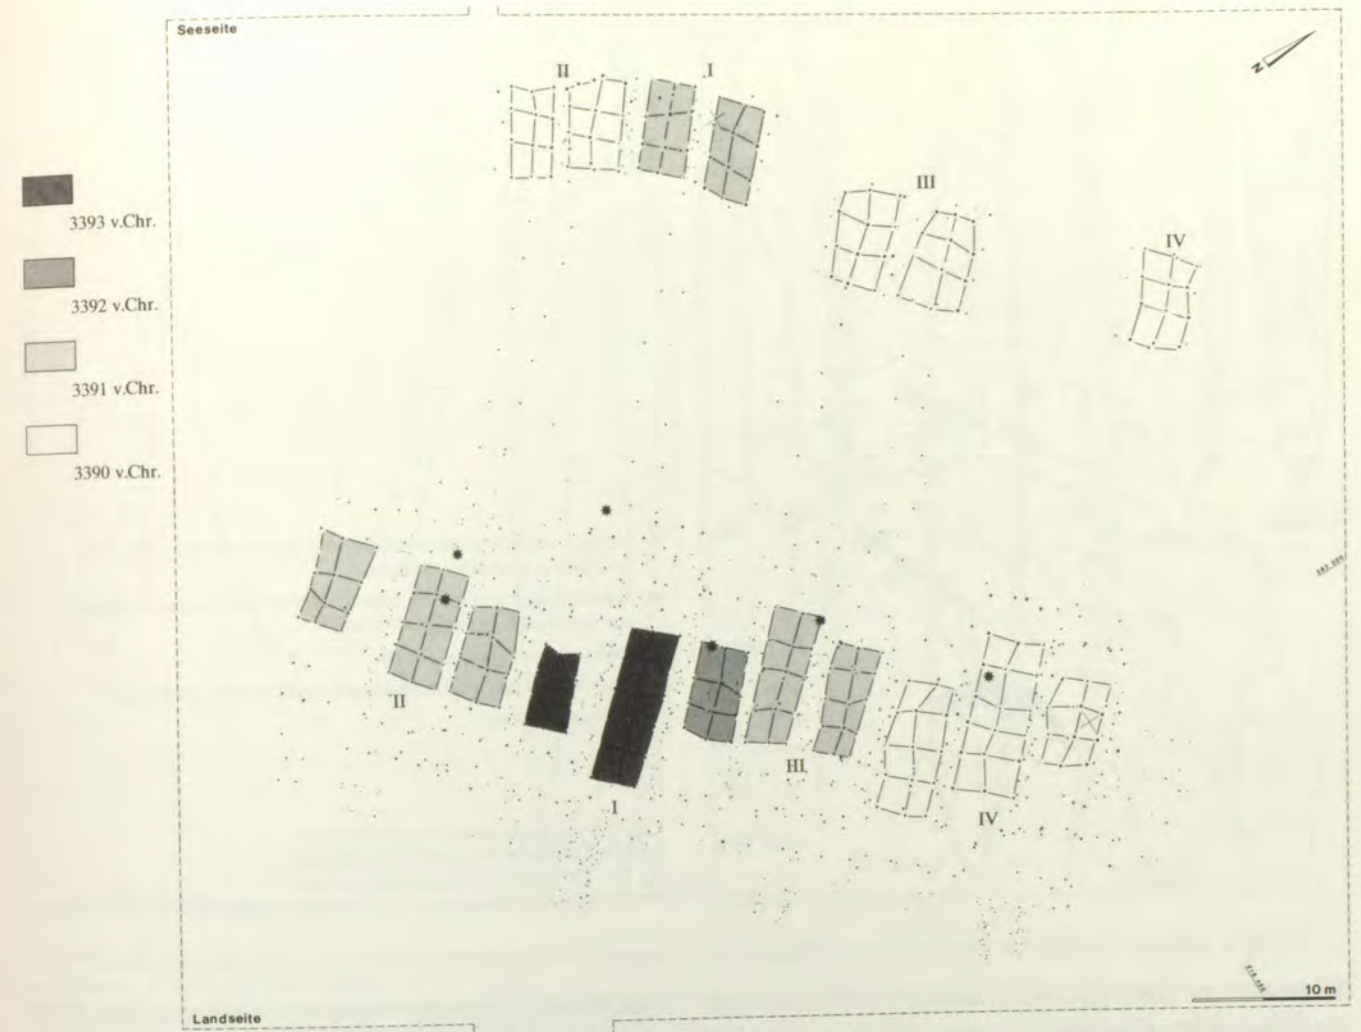 Seeseite
N
II
I
III
IV
3393 v.Chr.
3392 v.Chr.
3391 v.Chr.
3390 v.Chr.
II
I
III
IV
10 m
Landseite